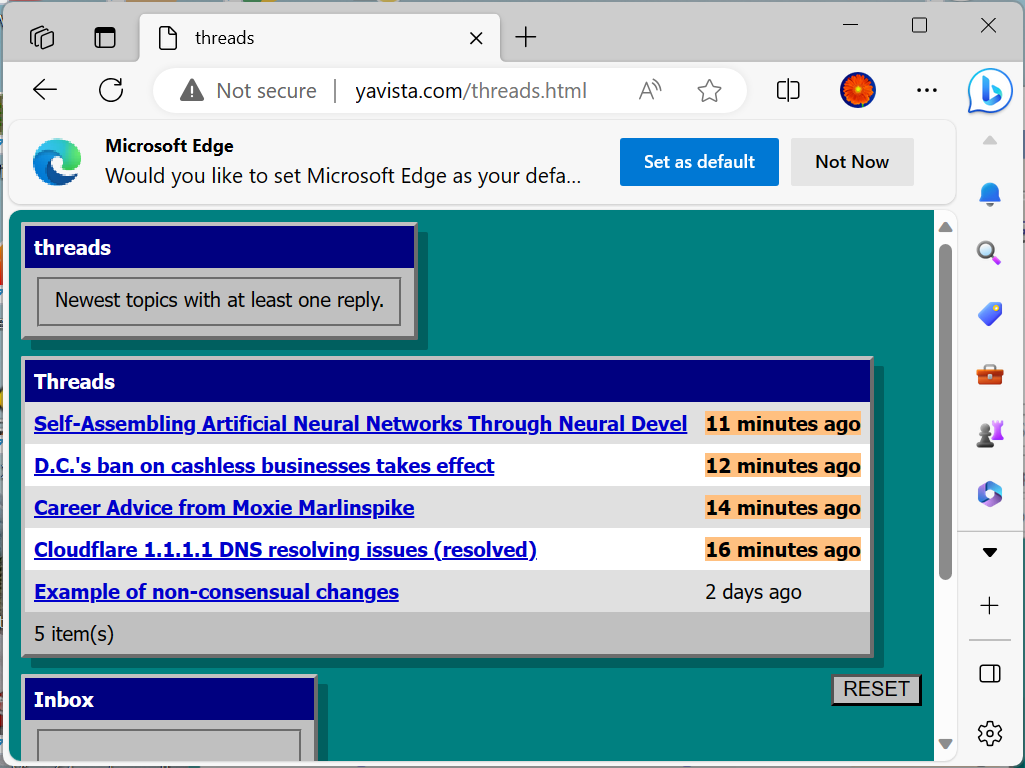 threads
Not secure | yavista.com/threads.html
Microsoft Edge
Would you like to set Microsoft Edge as your defa...
Set as default
Not Now
threads
Newest topics with at least one reply.
Threads
Self-Assembling Artificial Neural Networks Through Neural Devel 11 minutes ago
D.C.'s ban on cashless businesses takes effect 12 minutes ago
Career Advice from Moxie Marlinspike 14 minutes ago
Cloudflare 1.1.1.1 DNS resolving issues (resolved) 16 minutes ago
Example of non-consensual changes 2 days ago
5 item(s)
RESET
Inbox